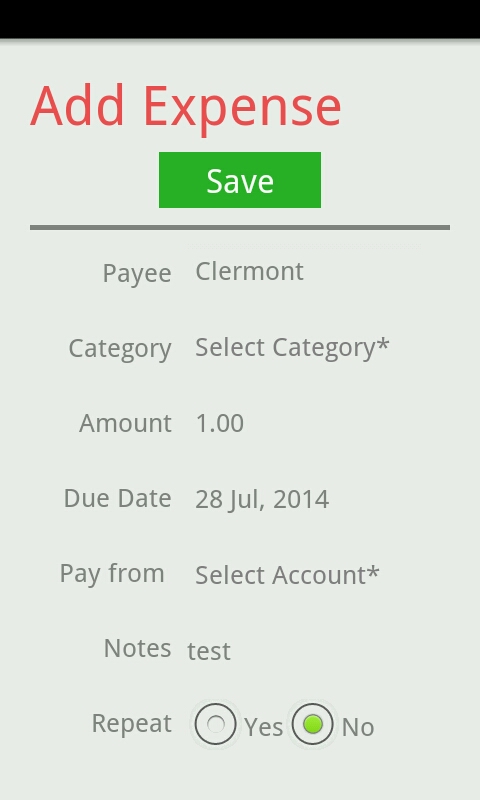 Add Expense
Save
Payee Clermont
Category Select Category*
Amount 1.00
Due Date 28 Jul, 2014
Pay from Select Account*
Notes test
Repeat Yes No